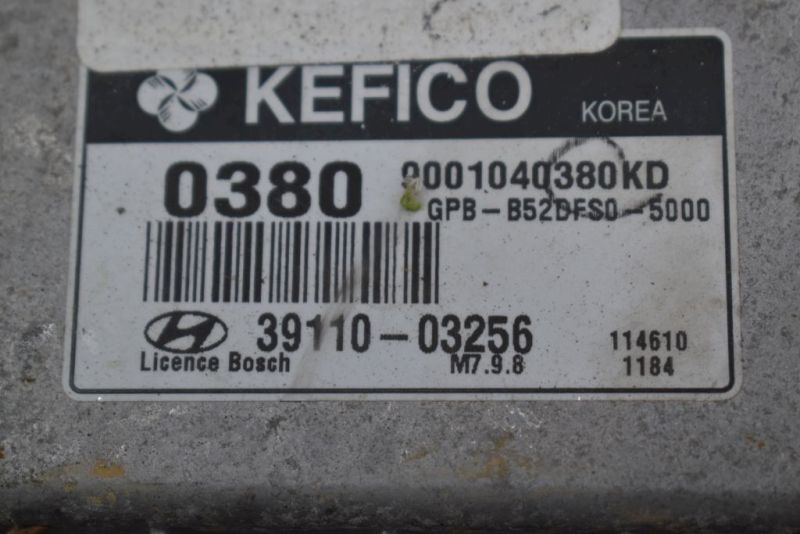 KEFICO KOREA
0380 9001040380KD
GPB-B52DFS0-5000
39110-03256 114610
Licence Bosch M7.9.8 1184